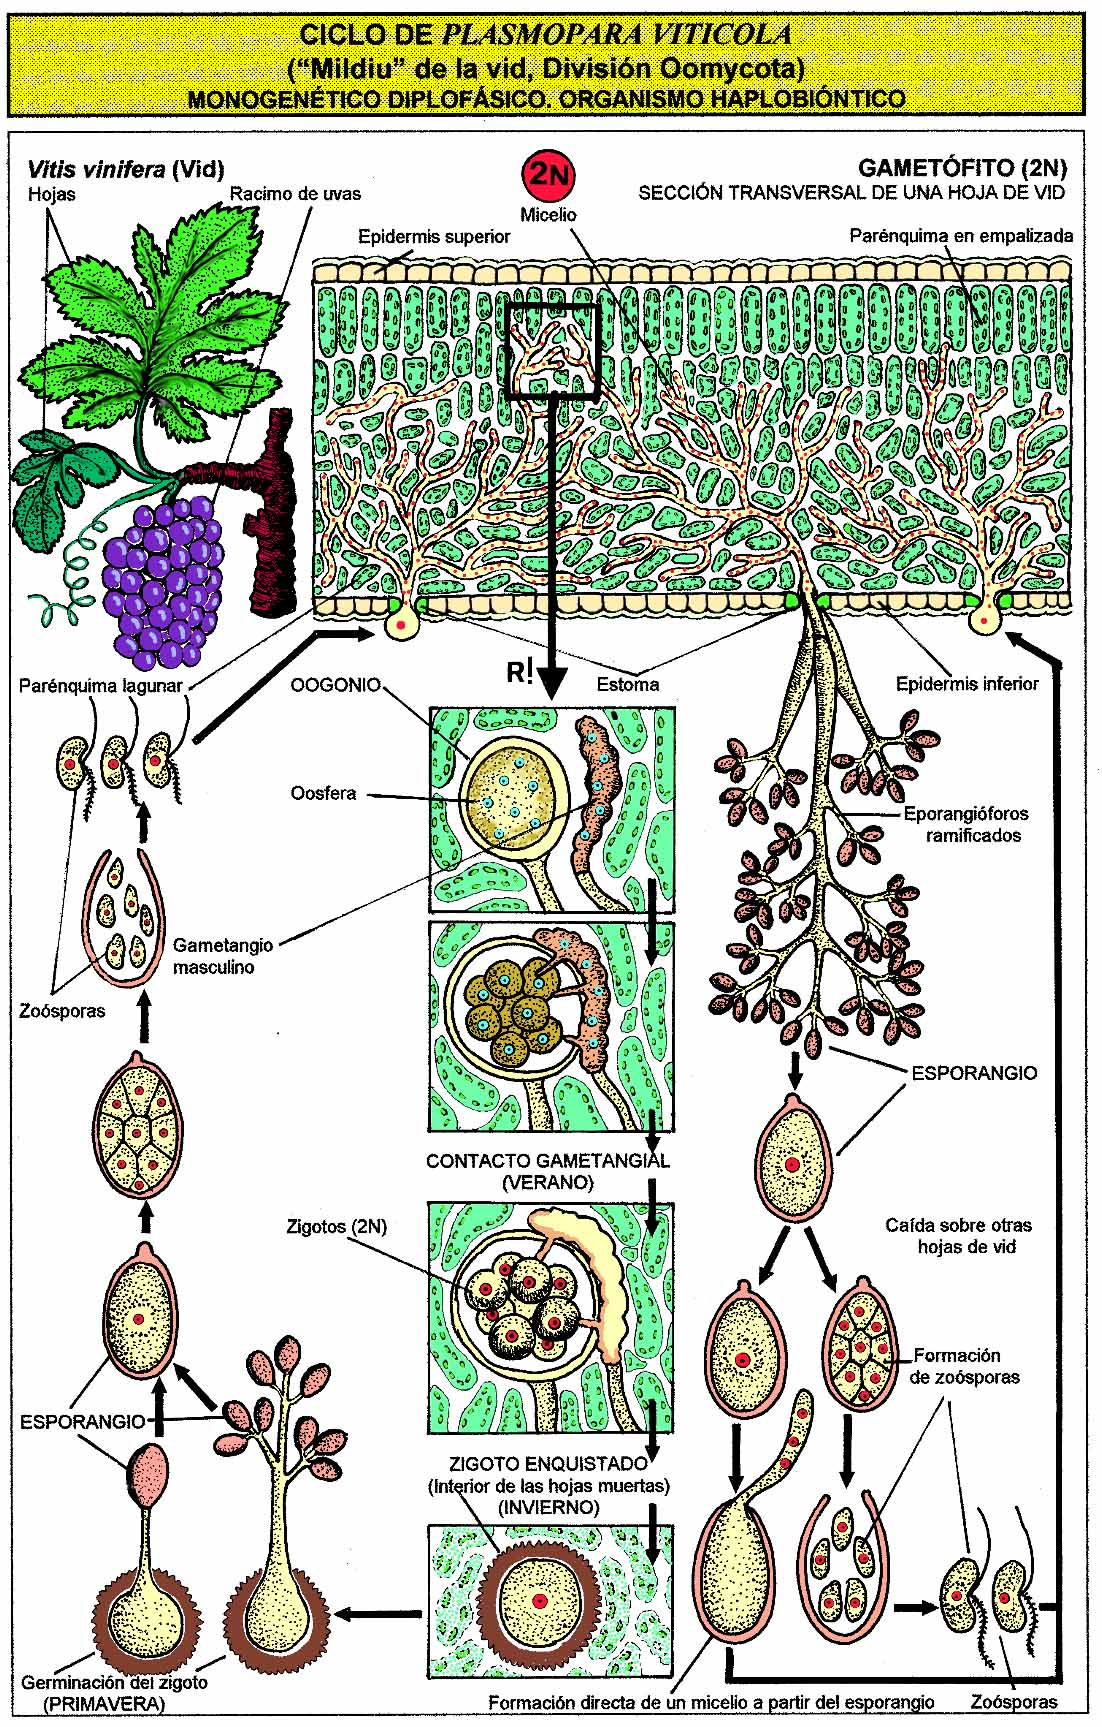 CICLO DE PLASMOPARA VITICOLA
(“Mildiu” de la vid, División Oomycota)
MONOGENÉTICO DIPLOFÁSICO. ORGANISMO HAPLOBIÓNTICO
Vitis vinifera (Vid)
Hojas
Racimo de uvas
2N
Micelio
GAMETÓFITO (2N)
SECCIÓN TRANSVERSAL DE UNA HOJA DE VID
Epidermis superior
Parénquima en empalizada
Parénquima lagunar
OOGONIO
R!
Estoma
Epidermis inferior
Oosfera
Eporangióforos
ramificados
Gametangio
masculino
Zoósporas
ESPORANGIO
CONTACTO GAMETANGIAL
(VERANO)
Zigotos (2N)
Caída sobre otras
hojas de vid
Formación
de zoósporas
ESPORANGIO
ZIGOTO ENQUISTADO
(Interior de las hojas muertas)
(INVIERNO)
Germinación del zigoto
(PRIMAVERA)
Formación directa de un micelio a partir del esporangio
Zoósporas